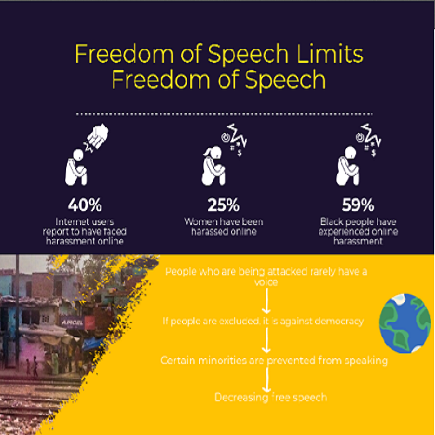 Freedom of Speech Limits
Freedom of Speech
40%
Internet users
report to have faced
harassment online
25%
Women have been
harassed online
59%
Black people have
experienced online
harassment
People who are being attacked rarely have a
voice
If people are excluded, it is against democracy
Certain minorities are prevented from speaking
Decreasing free speech